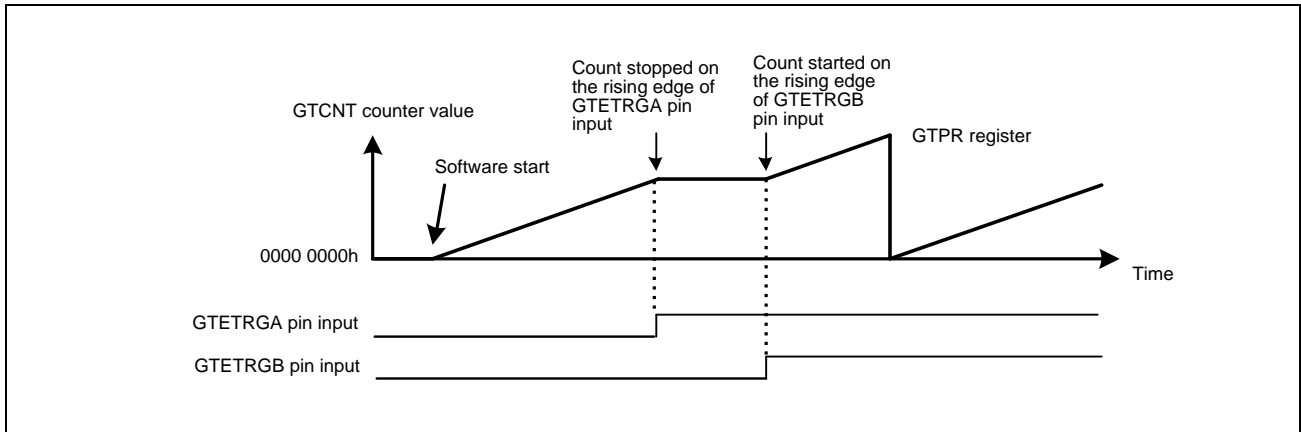 Count stopped on
the rising edge of
GTETRGA pin
input
Count started on
the rising edge
of GTETRGB
pin input
GTCNT counter value
GTPR register
Software start
0000 0000h
Time
GTETRGA pin input
GTETRGB pin input